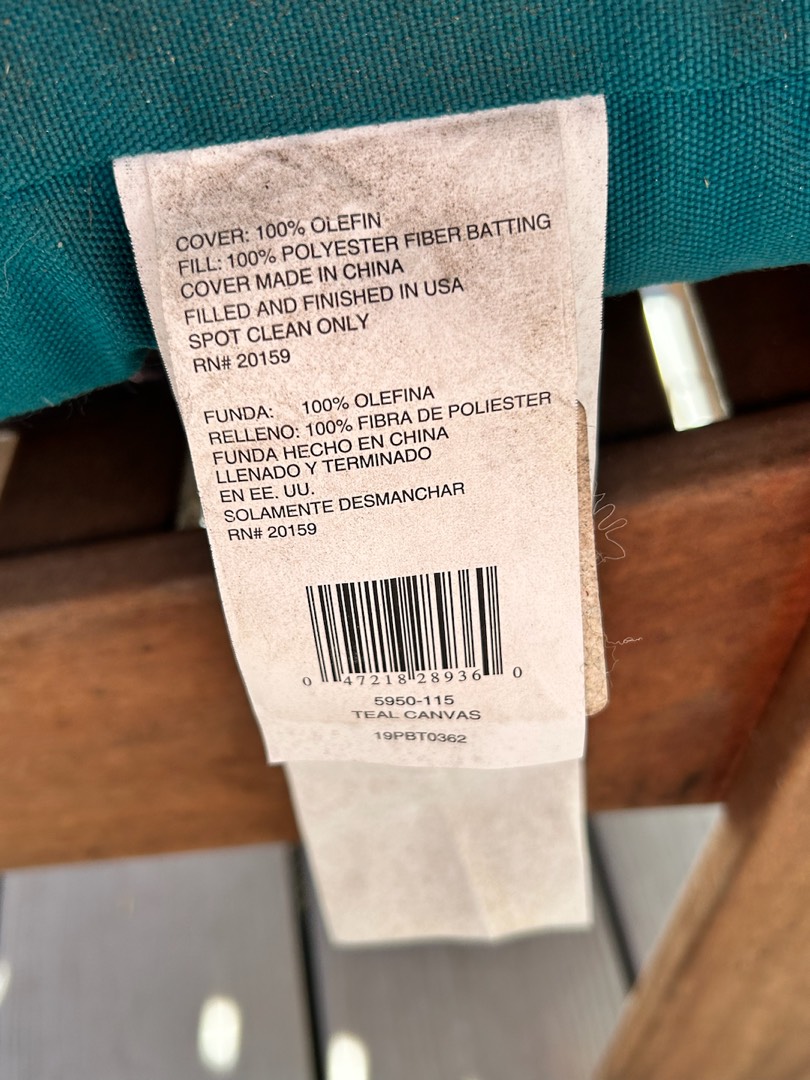 COVER: 100% OLEFIN
FILL: 100% POLYESTER FIBER BATTING
COVER MADE IN CHINA
FILLED AND FINISHED IN USA
SPOT CLEAN ONLY
RN# 20159
FUNDA: 100% OLEFINA
RELLENO: 100% FIBRA DE POLIESTER
FUNDA HECHO EN CHINA
LLENADO Y TERMINADO
EN EE. UU.
SOLAMENTE DESMANCHAR
RN# 20159
0 47218 28936 0
5950-115
TEAL CANVAS
19PBT0362